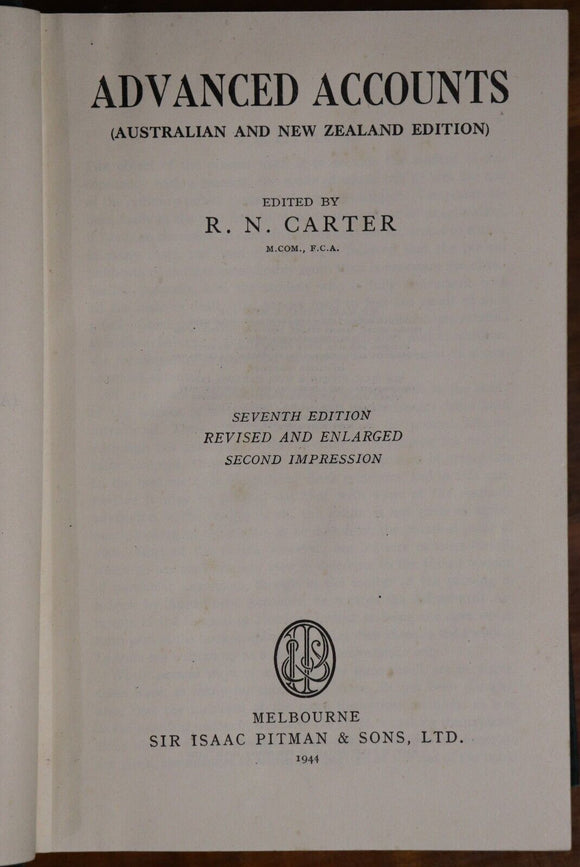 ADVANCED ACCOUNTS
(AUSTRALIAN AND NEW ZEALAND EDITION)
EDITED BY
R. N. CARTER
M.COM., F.C.A.
SEVENTH EDITION
REVISED AND ENLARGED
SECOND IMPRESSION
MELBOURNE
SIR ISAAC PITMAN & SONS, LTD.
1944